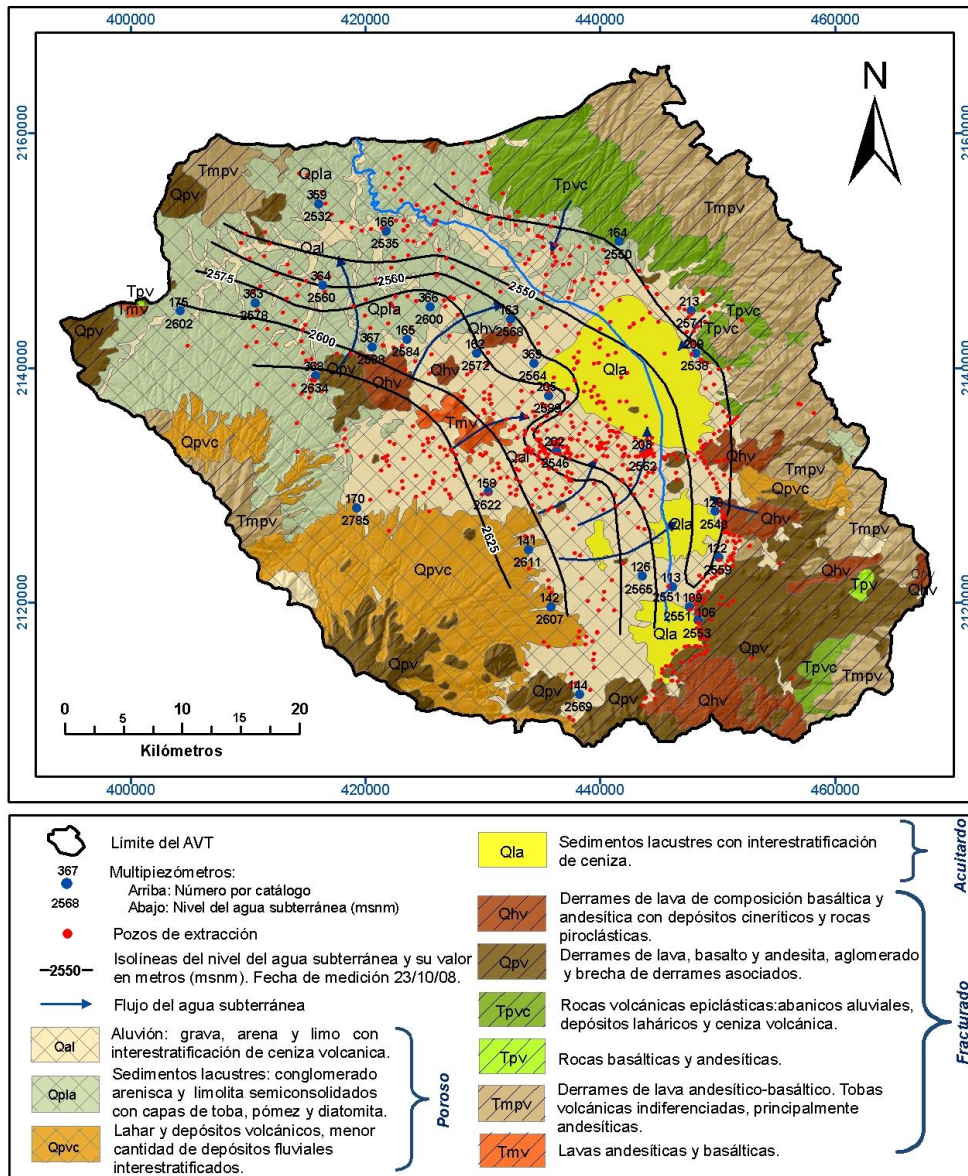 400000 420000 440000 460000
2160000 2160000
N
Tmpv
Qpv
Qpla
359
2532
Tpvc
Tmpv
166
2535
164
2550
Qal
364
2560
2575
2560
2550
Tpv
Tmv
175
2602
363
2578
Qpla
366
2600
163
2568
213
2571
Tpvc
Tpvc
Qpv
2600
367
165
2584
Qhv
162
2572
209
2538
2140000 2140000
2634
Qpv
Qhv
Qhv
369
2564
Qla
205
Tmv
Qpvc
Qal
202
2546
2562
Qhv
Tmpv
Qpvc
Tmpv
170
2785
2622
Qla
Qhv
Tmpv
2625
141
2611
122
2559
Qpvc
126
2565
113
2551
Qhv
Tpv
Qhv
2120000 2120000
142
2607
109
2551
106
2553
Qla
Qpv
Qpv
Tpvc
Tmpv
144
2569
Qpv
Qpv
Qhv
0 5 10 20
Kilómetros
400000 420000 440000 460000
Límite del AVT
367
2568
Multipiezómetros:
Arriba: Número por catálogo
Abajo: Nivel del agua subterránea (msnm)
Pozos de extracción
2550
Isolíneas del nivel del agua subterránea y su valor
en metros (msnm). Fecha de medición 23/10/08.
Flujo del agua subterránea
Qal
Aluvión: grava, arena y limo con
interestratificación de ceniza volcanica.
Qpla
Sedimentos lacustres: conglomerado
arenisca y limolita semiconsolidados
con capas de toba, pómez y diatomita.
Qpvc
Lahar y depósitos volcánicos, menor
cantidad de depósitos fluviales
interestratificados.
Poroso
Qla
Sedimentos lacustres con interestratificación
de ceniza.
Acuitardo
Qhv
Derrames de lava de composición basáltica y
andesítica con depósitos cineríticos y rocas
piroclásticas.
Qpv
Derrames de lava, basalto y andesita, aglomerado
y brecha de derrames asociados.
Tpvc
Rocas volcánicas epiclásticas:abanicos aluviales,
depósitos laháricos y ceniza volcánica.
Tpv
Rocas basálticas y andesíticas.
Tmpv
Derrames de lava andesítico-basáltico. Tobas
volcánicas indiferenciadas, principalmente
andesíticas.
Tmv
Lavas andesíticas y basálticas.
Fracturado